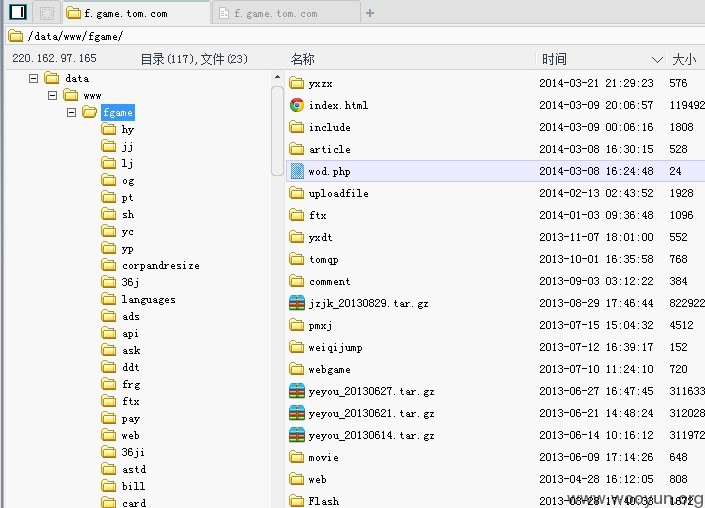 f.game.tom.com f.game.tom.com +
/data/www/fgame/
220.162.97.165 目录(117),文件(23) 名称 时间 大小
data
www
fgame
hy
jj
lj
og
pt
sh
yc
yp
corpandresize
36j
languages
ads
api
ask
ddt
frg
ftx
pay
web
36ji
astd
bill
card
yxzx 2014-03-21 21:29:23 576
index.html 2014-03-09 20:06:57 119492
include 2014-03-09 00:06:16 1808
article 2014-03-08 16:30:15 528
wod.php 2014-03-08 16:24:48 24
uploadfile 2014-02-13 02:43:52 1928
ftx 2014-01-03 09:36:48 1096
yxdt 2013-11-07 18:01:00 552
tomqp 2013-10-01 16:35:58 768
comment 2013-09-03 03:12:22 384
jzjk_20130829.tar.gz 2013-08-29 17:46:44 822922
pmxj 2013-07-15 15:04:32 4512
weiqijump 2013-07-12 16:39:17 152
webgame 2013-07-10 11:24:10 720
yeyou_20130627.tar.gz 2013-06-27 16:47:45 311633
yeyou_20130621.tar.gz 2013-06-21 14:48:24 312028
yeyou_20130614.tar.gz 2013-06-14 10:16:12 311972
movie 2013-06-09 17:14:26 648
web 2013-04-28 16:12:05 808
Flash 2013-03-28 17:40:33 1672
www.wooyun.org